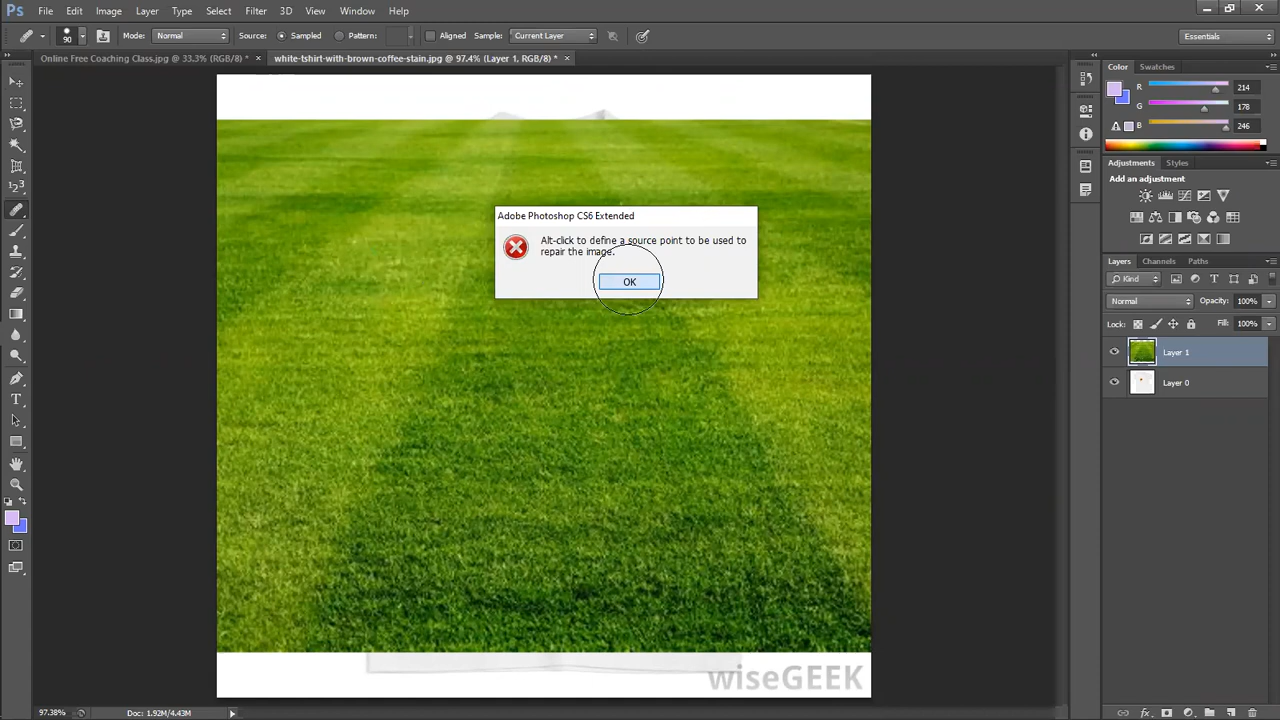 Ps File Edit Image Layer Type Select Filter 3D View Window Help
90 Mode: Normal Source: Sampled Pattern: Aligned Sample: Current Layer Essentials
Online Free Coaching Class.jpg @ 33.3% (RGB/8) * × white-tshirt-with-brown-coffee-stain.jpg @ 97.4% (Layer 1, RGB/8) * ×
Color Swatches
R 214
G 178
B 246
Adjustments Styles
Add an adjustment
Adobe Photoshop CS6 Extended
Alt-click to define a source point to be used to
repair the image.
OK
Layers Channels Paths
Kind
Normal Opacity: 100%
Lock: Fill: 100%
Layer 1
Layer 0
wiseGEEK
97.38% Doc: 1.92M/4.43M